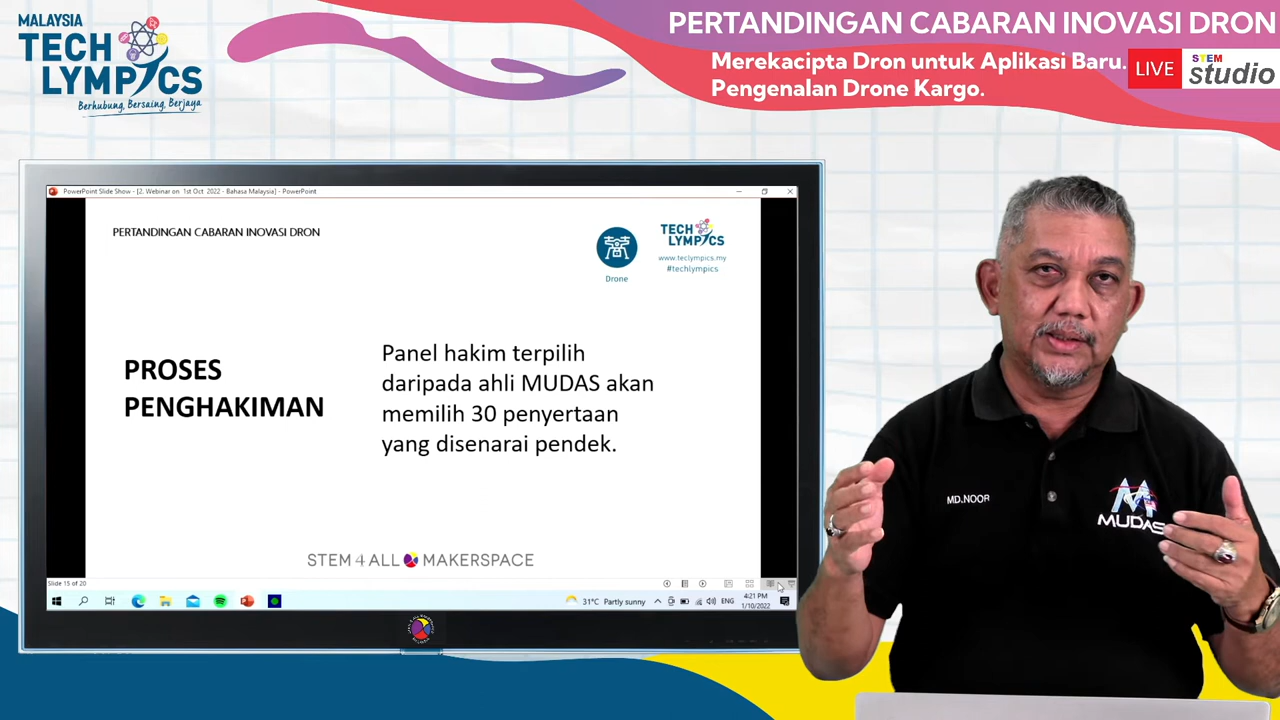 MALAYSIA
TECH
LYMPICS
Berhubung, Bersaing, Berjaya
PERTANDINGAN CABARAN INOVASI DRON
Merekacipta Dron untuk Aplikasi Baru.
Pengenalan Drone Kargo.
LIVE
STEM
studio
PowerPoint Slide Show - [2. Webinar on 1st Oct 2022 - Bahasa Malaysia] - PowerPoint
PERTANDINGAN CABARAN INOVASI DRON
Drone
TECH
LYMPICS
www.teclympics.my
#techlympics
PROSES
PENGHAKIMAN
Panel hakim terpilih
daripada ahli MUDAS akan
memilih 30 penyertaan
yang disenarai pendek.
STEM 4 ALL MAKERSPACE
Slide 15 of 20
31°C Partly sunny
ENG
4:21 PM
1/10/2022
MD.NOOR
MUDAS